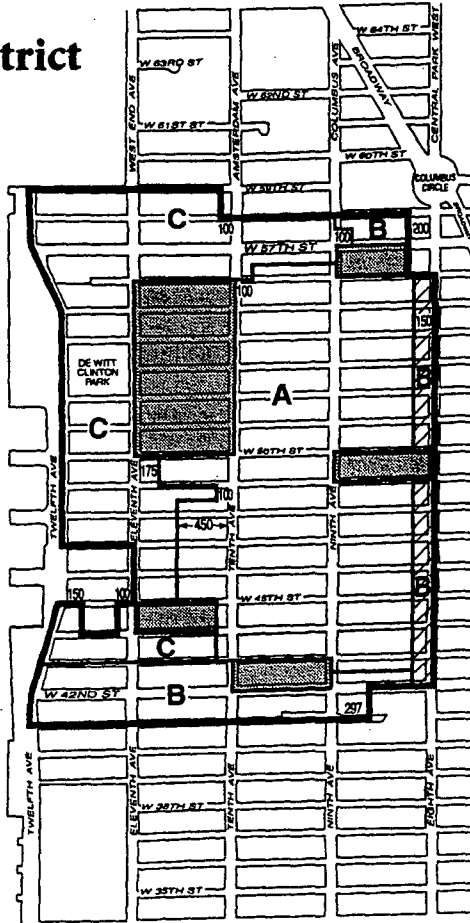 trict
W 64TH ST
W 63RD ST
W 62ND ST
W 61ST ST
W 60TH ST
W 59TH ST
WEST END AVE
AMSTERDAM AVE
COLUMBUS AVE
BROADWAY
CENTRAL PARK WEST
COLUMBUS
CIRCLE
C
100
B
200
W 57TH ST
100
100
150
DE WITT
CLINTON
PARK
A
C
W 50TH ST
175
100
TWELFTH AVE
ELEVENTH AVE
450
TENTH AVE
NINTH AVE
150
100
C
W 42ND ST
B
297
TWELFTH AVE
ELEVENTH AVE
TENTH AVE
NINTH AVE
EIGHTH AVE
W 35TH ST